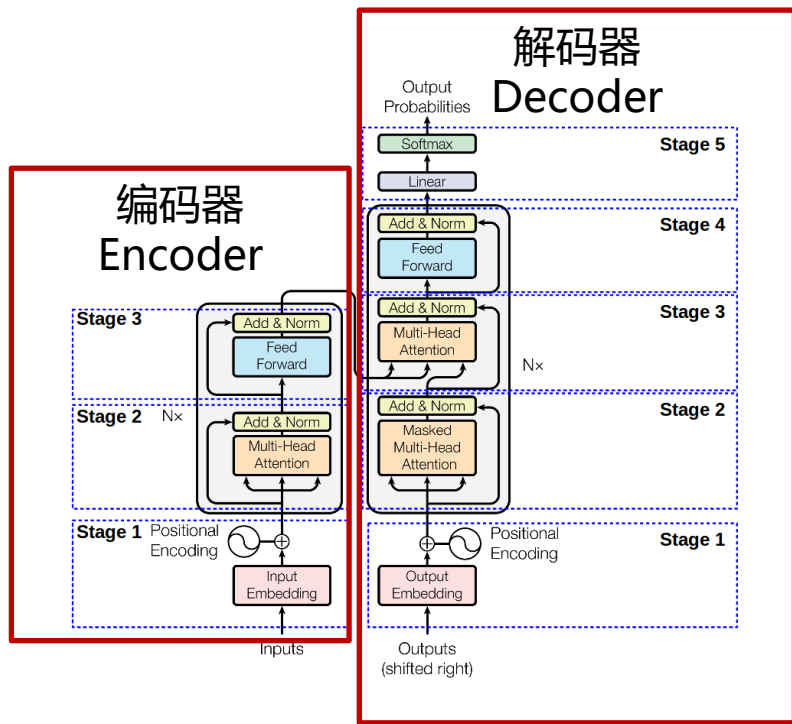 编码器
Encoder
Stage 3
Add & Norm
Feed
Forward
Stage 2
N×
Add & Norm
Multi-Head
Attention
Stage 1
Positional
Encoding
Input
Embedding
Inputs
解码器
Decoder
Output
Probabilities
Softmax
Stage 5
Linear
Add & Norm
Stage 4
Feed
Forward
Add & Norm
Stage 3
Multi-Head
Attention
N×
Add & Norm
Stage 2
Masked
Multi-Head
Attention
Stage 1
Positional
Encoding
Output
Embedding
Outputs
(shifted right)